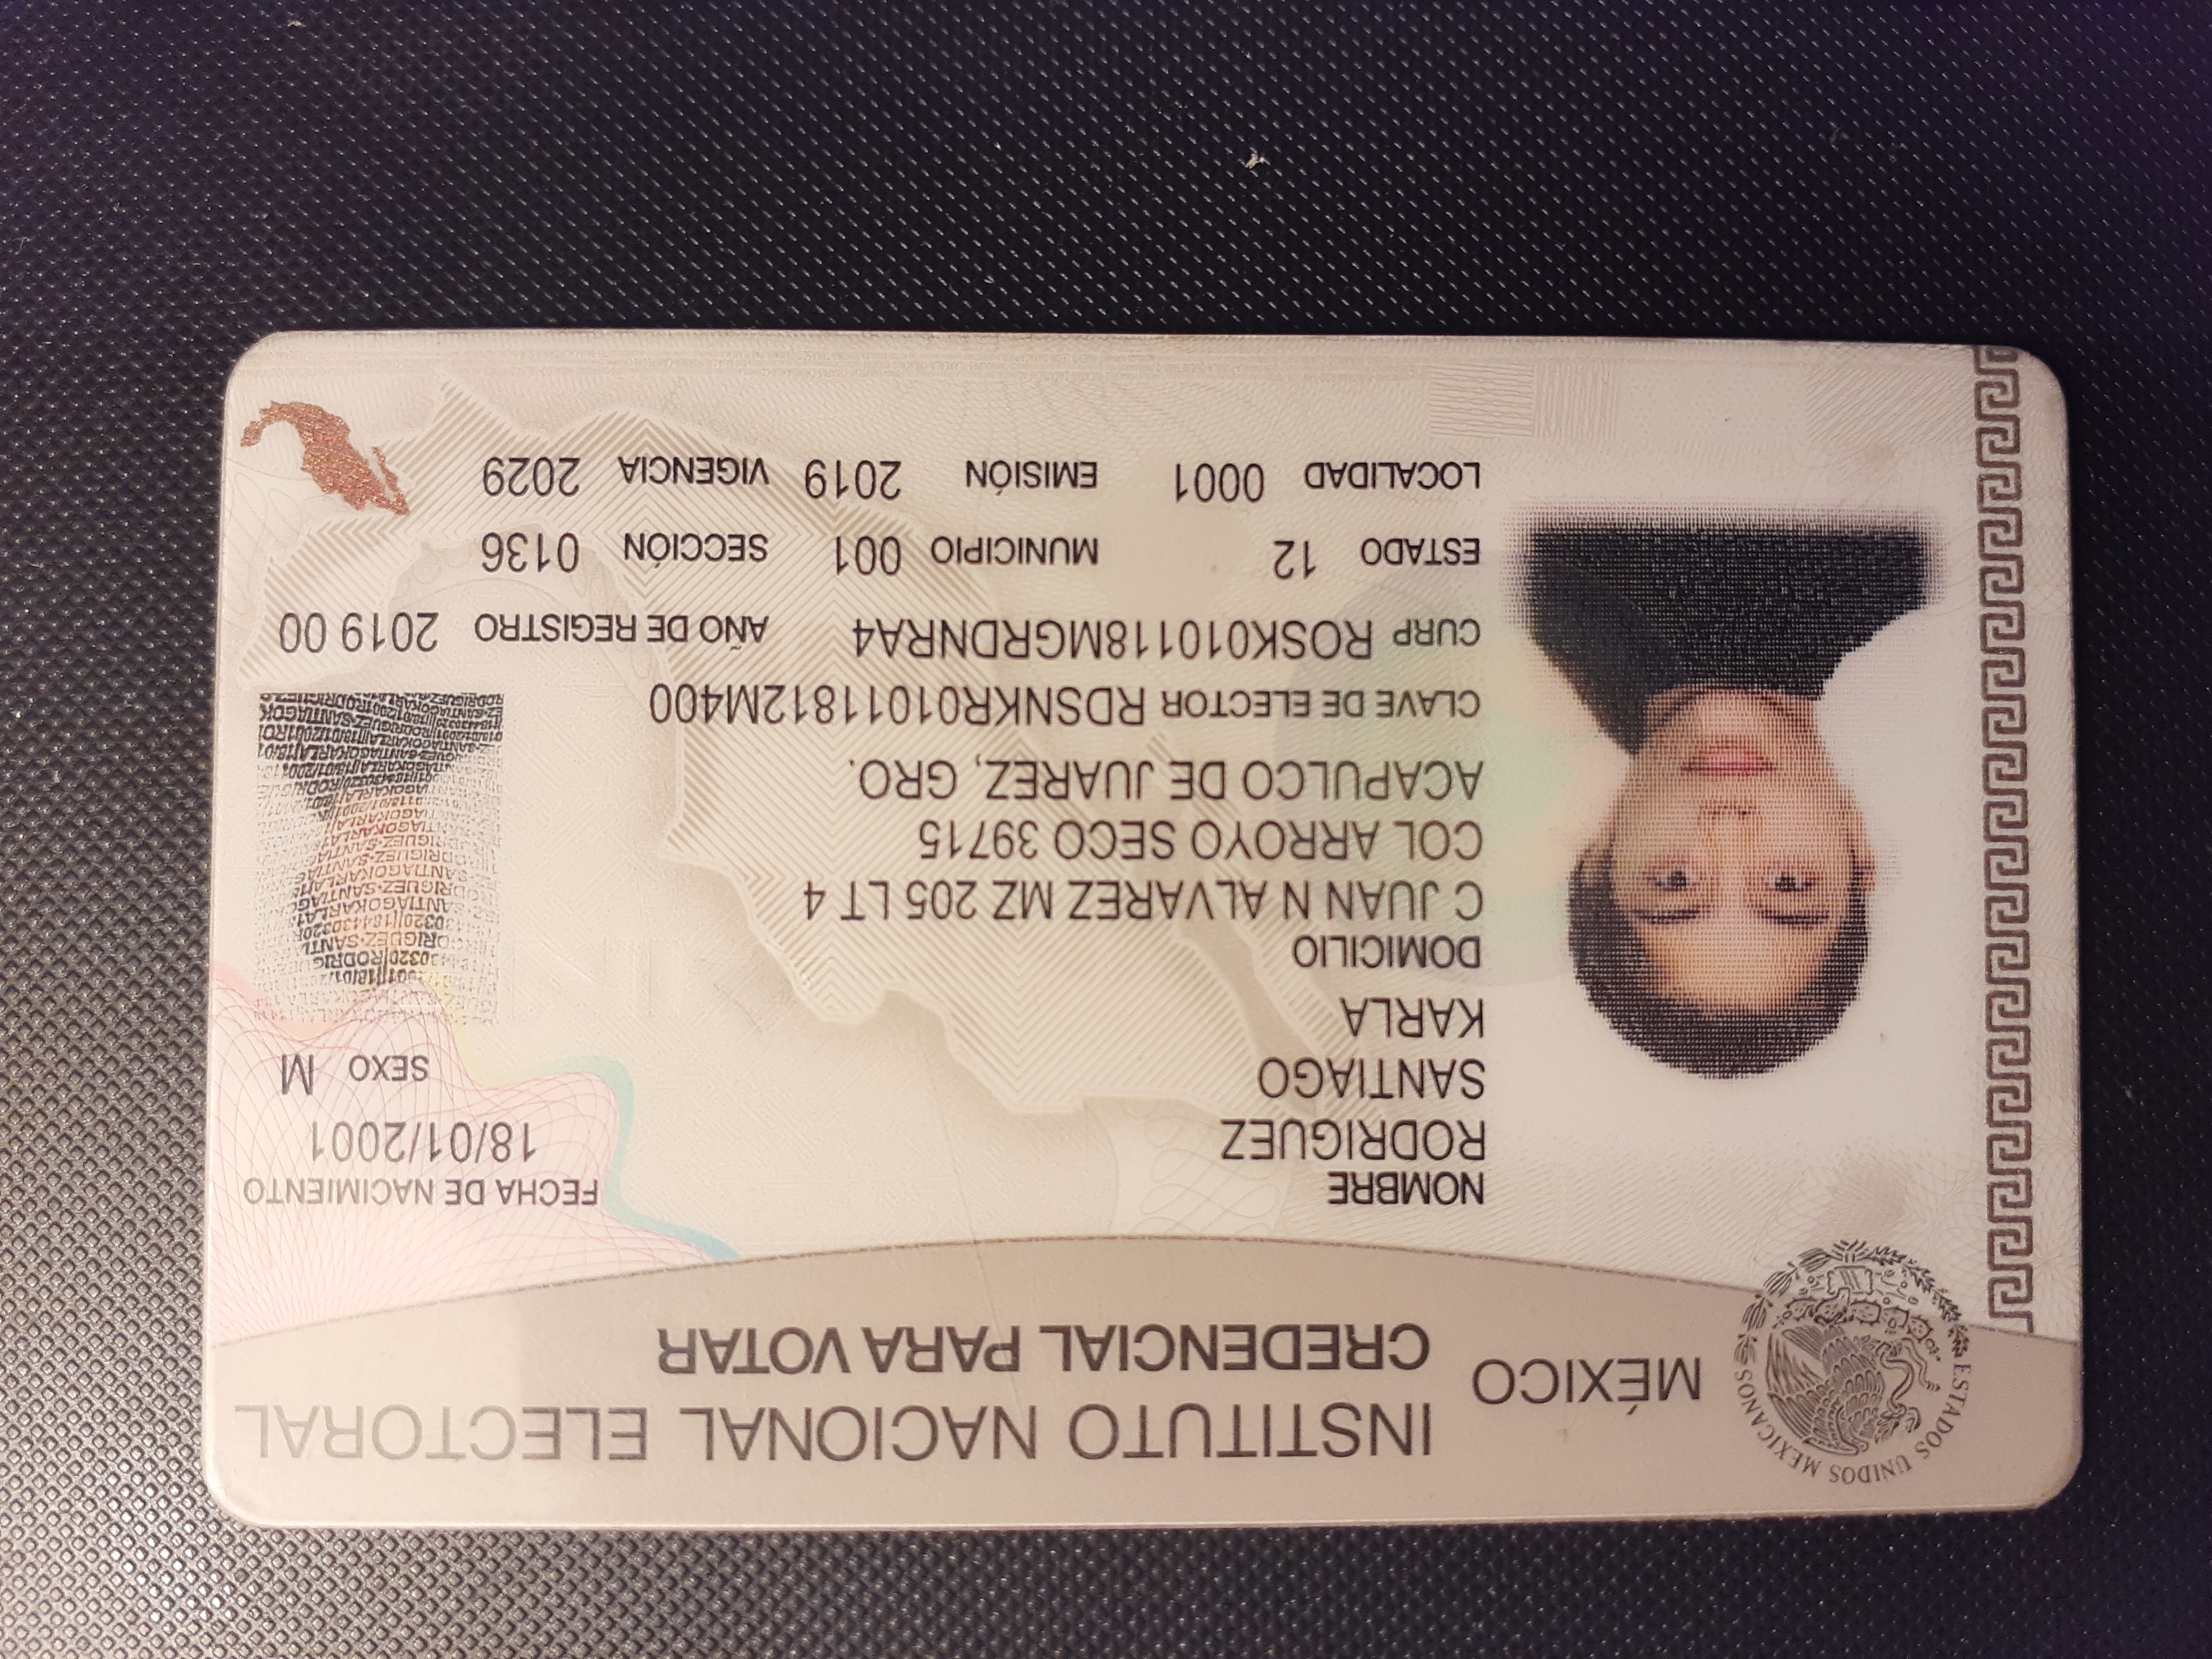 MÉXICO
INSTITUTO NACIONAL ELECTORAL
CREDENCIAL PARA VOTAR
ESTADOS UNIDOS MEXICANOS
NOMBRE
RODRIGUEZ
SANTIAGO
KARLA
FECHA DE NACIMIENTO
18/01/2001
SEXO M
DOMICILIO
C JUAN N ALVAREZ MZ 205 LT 4
COL ARROYO SECO 39715
ACAPULCO DE JUAREZ, GRO.
CLAVE DE ELECTOR RDSNKR01011812M400
CURP ROSK010118MGRDNRA4 AÑO DE REGISTRO 2019 00
ESTADO 12 MUNICIPIO 001 SECCIÓN 0136
LOCALIDAD 0001 EMISIÓN 2019 VIGENCIA 2029